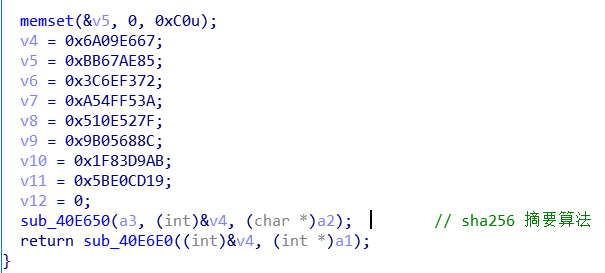 memset(&v5, 0, 0xC0u);
v4 = 0x6A09E667;
v5 = 0xBB67AE85;
v6 = 0x3C6EF372;
v7 = 0xA54FF53A;
v8 = 0x510E527F;
v9 = 0x9B05688C;
v10 = 0x1F83D9AB;
v11 = 0x5BE0CD19;
v12 = 0;
sub_40E650(a3, (int)&v4, (char *)a2); // sha256 摘要算法
return sub_40E6E0((int)&v4, (int *)a1);
}